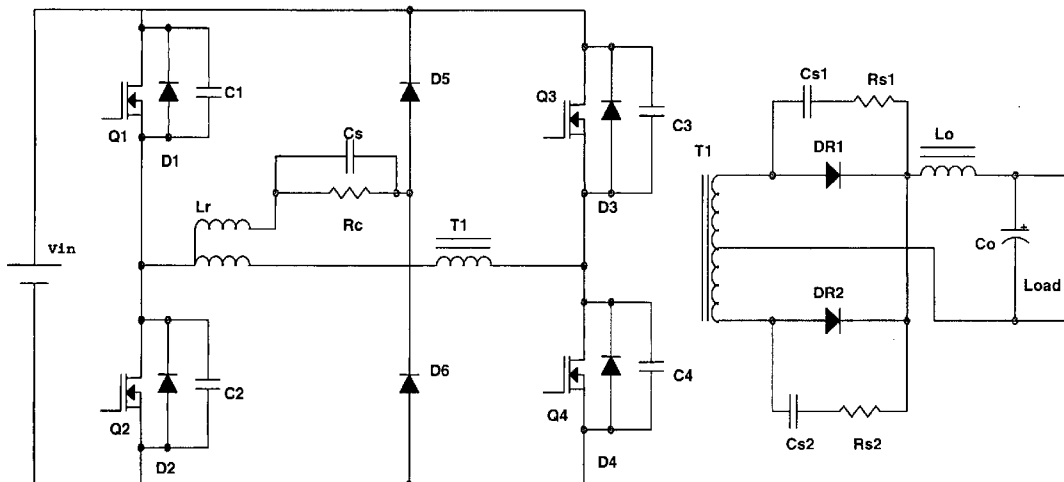 Q1
D1
C1
D5
Cs
Rc
Lr
T1
Q3
D3
C3
Vin
Q2
D2
C2
D6
Q4
D4
C4
T1
Cs1
Rs1
DR1
Lo
Co
Load
DR2
Cs2
Rs2
+